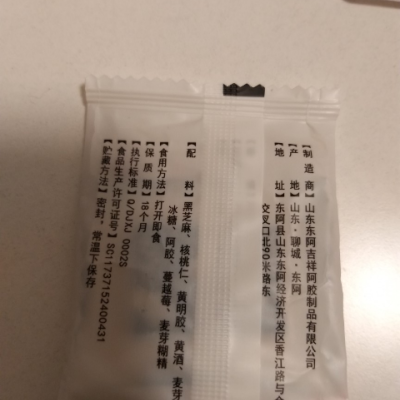 【制造商】山东东阿吉祥阿胶制品有限公司
【产地】山东·聊城·东阿
【地址】东阿县山东东阿经济开发区香江路与
交叉口北90米路东
【配料】黑芝麻、核桃仁、黄明胶、黄酒、麦芽
冰糖、阿胶、蔓越莓、麦芽糊精
【食用方法】打开即食
【保质期】18个月
【执行标准】Q/DJXJ 0002S
【食品生产许可证号】SC11737152400431
【贮藏方法】密封、常温下保存